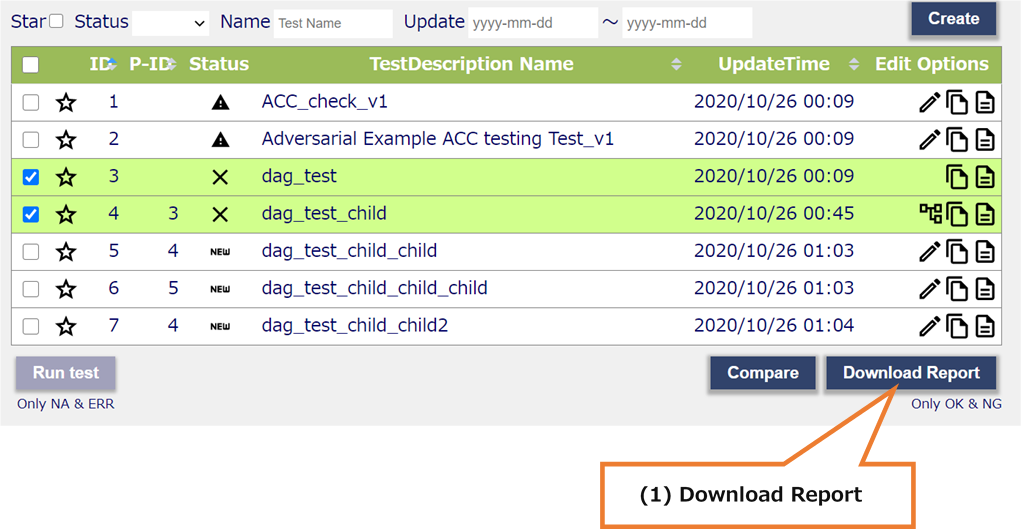 Star Status Name Test Name Update yyyy-mm-dd ～ yyyy-mm-dd Create
ID P-ID Status TestDescription Name UpdateTime Edit Options
1 ACC_check_v1 2020/10/26 00:09
2 Adversarial Example ACC testing Test_v1 2020/10/26 00:09
3 dag_test 2020/10/26 00:09
4 3 dag_test_child 2020/10/26 00:45
5 4 NEW dag_test_child_child 2020/10/26 01:03
6 5 NEW dag_test_child_child_child 2020/10/26 01:03
7 4 NEW dag_test_child_child2 2020/10/26 01:04
Run test Compare Download Report
Only NA & ERR Only OK & NG
(1) Download Report